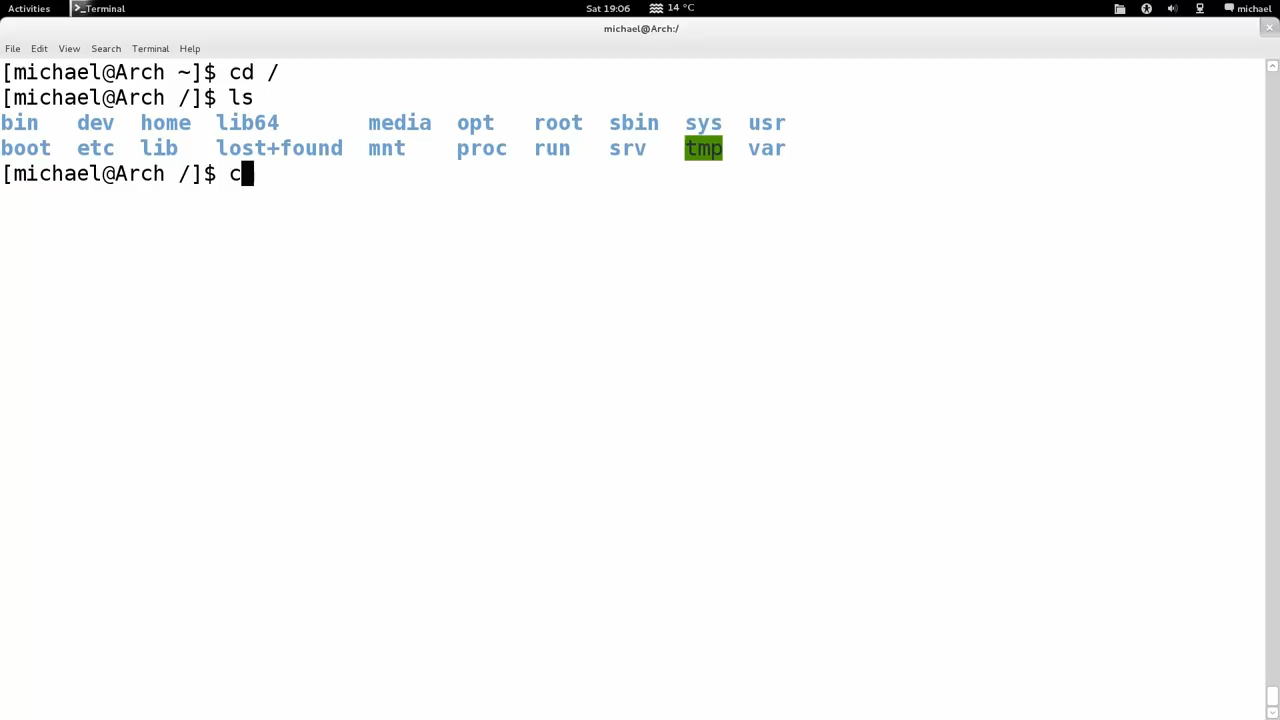 Activities >_Terminal Sat 19:06 14 °C michael
michael@Arch:/
File Edit View Search Terminal Help
[michael@Arch ~]$ cd /
[michael@Arch /]$ ls
bin dev home lib64 media opt root sbin sys usr
boot etc lib lost+found mnt proc run srv tmp var
[michael@Arch /]$ c